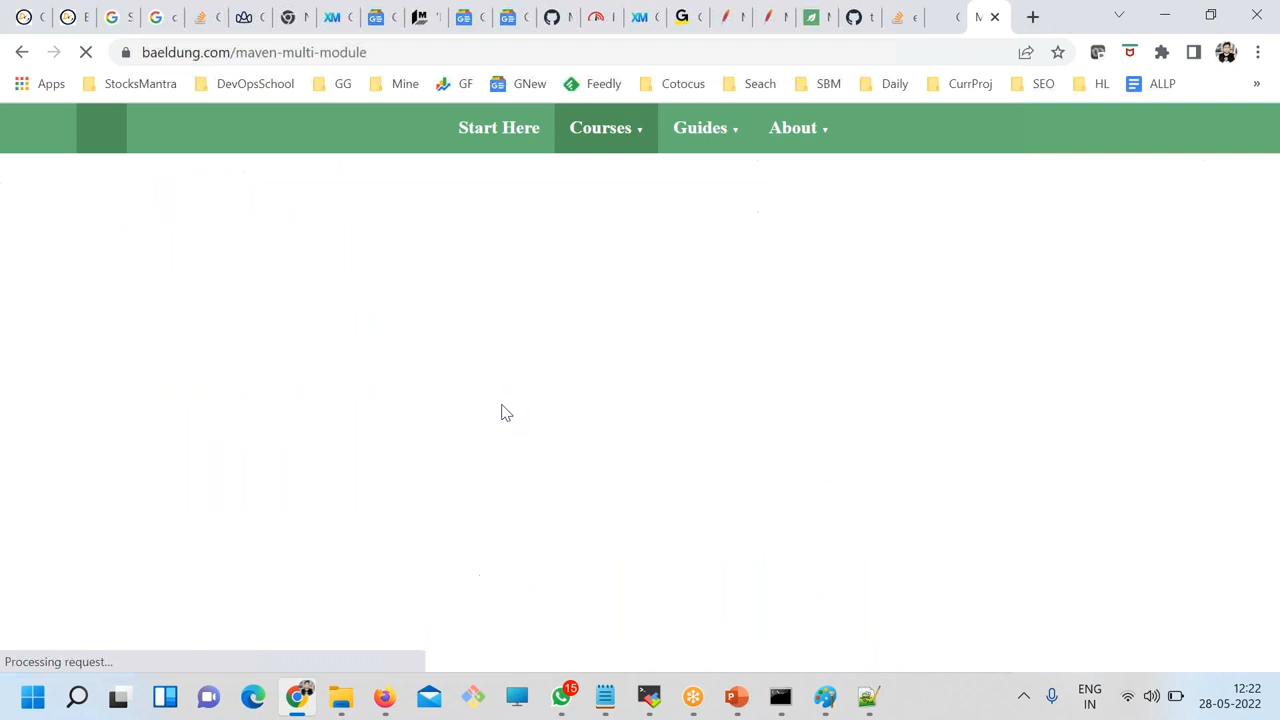 baeldung.com/maven-multi-module
Apps StocksMantra DevOpsSchool GG Mine GF GNew Feedly Cotocus Seach SBM Daily CurrProj SEO HL ALLP »
Start Here Courses Guides About
Processing request...
15
ENG 12:22
IN 28-05-2022